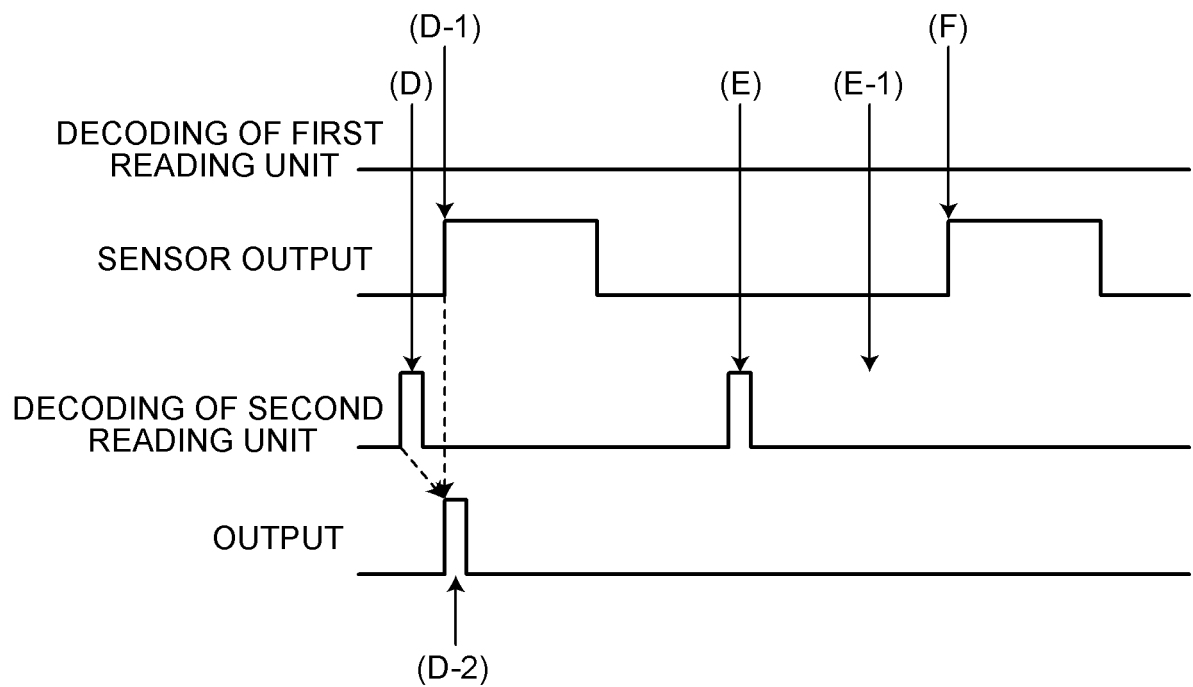 (D-1)
(F)
(D)
(E)
(E-1)
DECODING OF FIRST
READING UNIT
SENSOR OUTPUT
DECODING OF SECOND
READING UNIT
OUTPUT
(D-2)